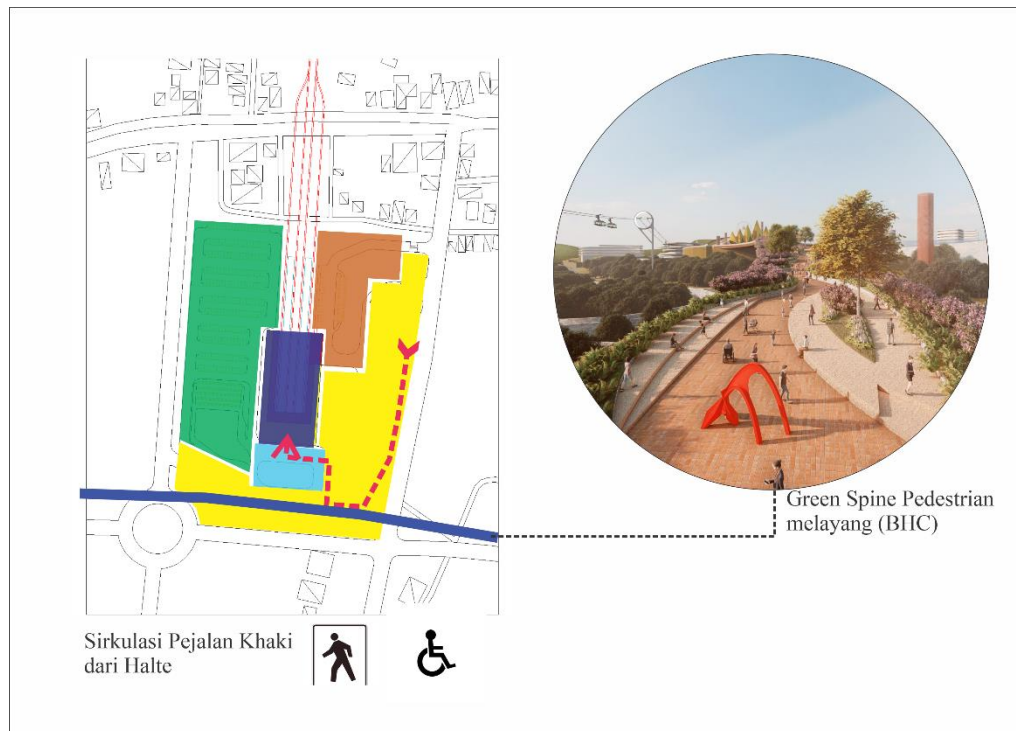 Green Spine Pedestrian
melayang (BHC)
Sirkulasi Pejalan Khaki
dari Halte